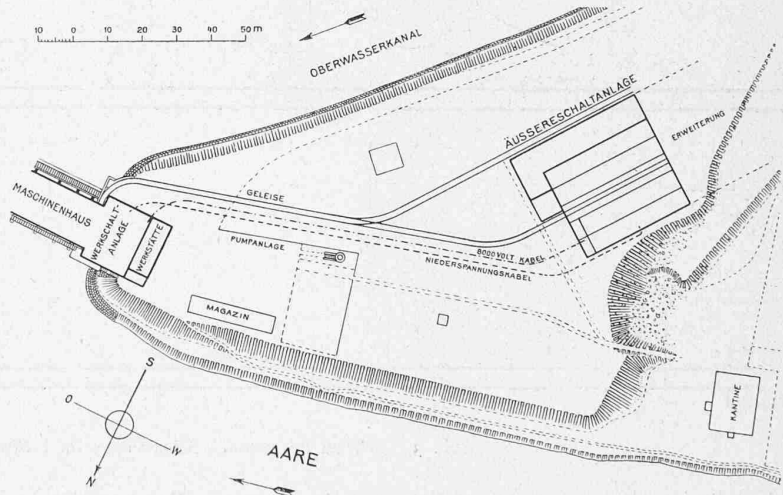 10 0 10 20 30 40 50 m
OBERWASSERKANAL
ÄUSSERESCHALTANLAGE
ERWEITERUNG
MASCHINENHAUS
WERKSCHALT-
ANLAGE
WERKSTÄTTE
GELEISE
PUMPANLAGE
8000 VOLT KABEL
NIEDERSPANNUNGSKABEL
MAGAZIN
KANTINE
S
O
W
N
AARE